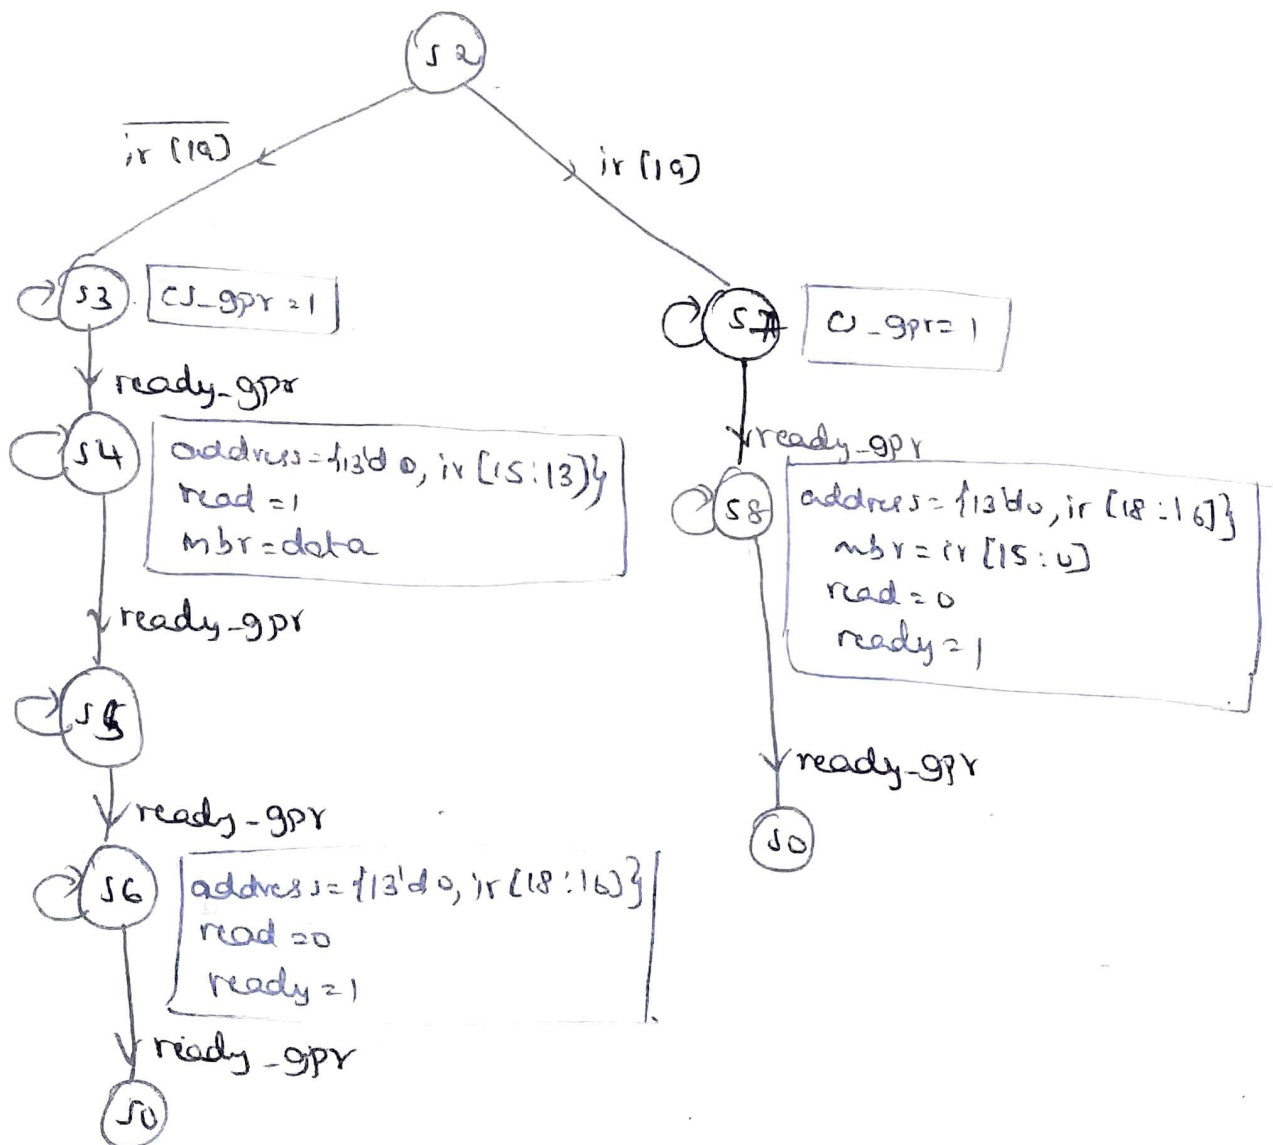 S2
ir [19]
ir [19]
S3
cs_gpr = 1
S7
cs_gpr = 1
ready_gpr
ready_gpr
S4
address = {13'd0, ir [15:13]}
read = 1
mbr = data
S8
address = {13'd0, ir [18:16]}
mbr = ir [15:0]
read = 0
ready = 1
ready_gpr
S5
ready_gpr
ready_gpr
S0
S6
address = {13'd0, ir [18:16]}
read = 0
ready = 1
ready_gpr
S0